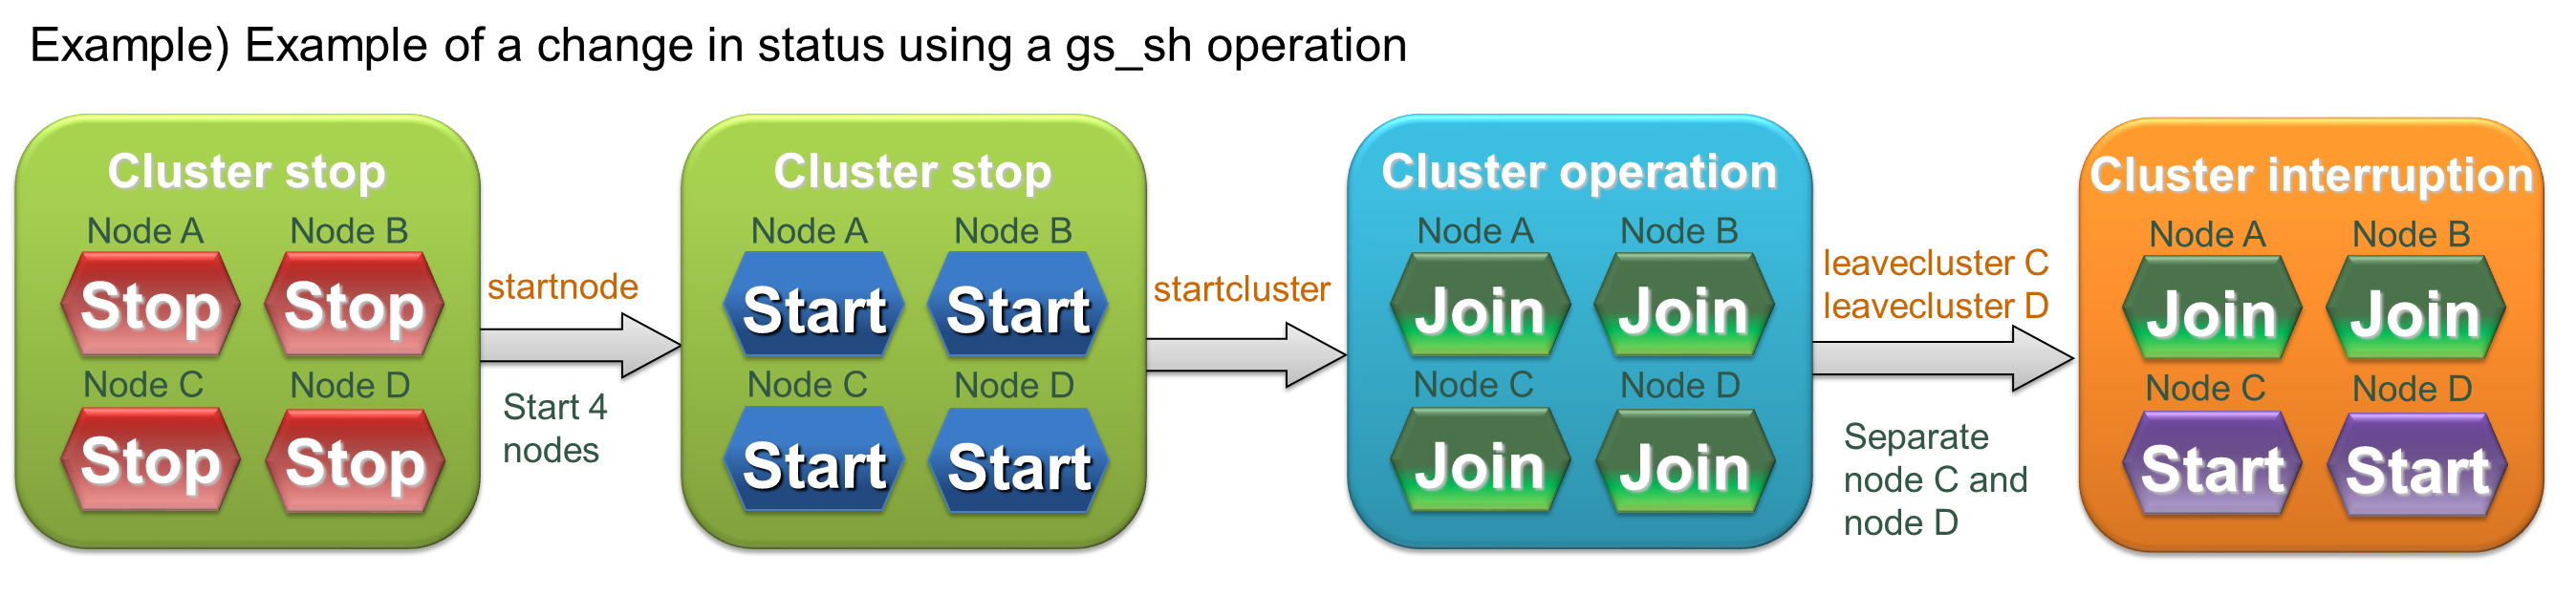 Example) Example of a change in status using a gs_sh operation
Cluster stop
Node A Node B
Stop Stop
Node C Node D
Stop Stop
startnode
Start 4
nodes
Cluster stop
Node A Node B
Start Start
Node C Node D
Start Start
startcluster
Cluster operation
Node A Node B
Join Join
Node C Node D
Join Join
leavecluster C
leavecluster D
Separate
node C and
node D
Cluster interruption
Node A Node B
Join Join
Node C Node D
Start Start